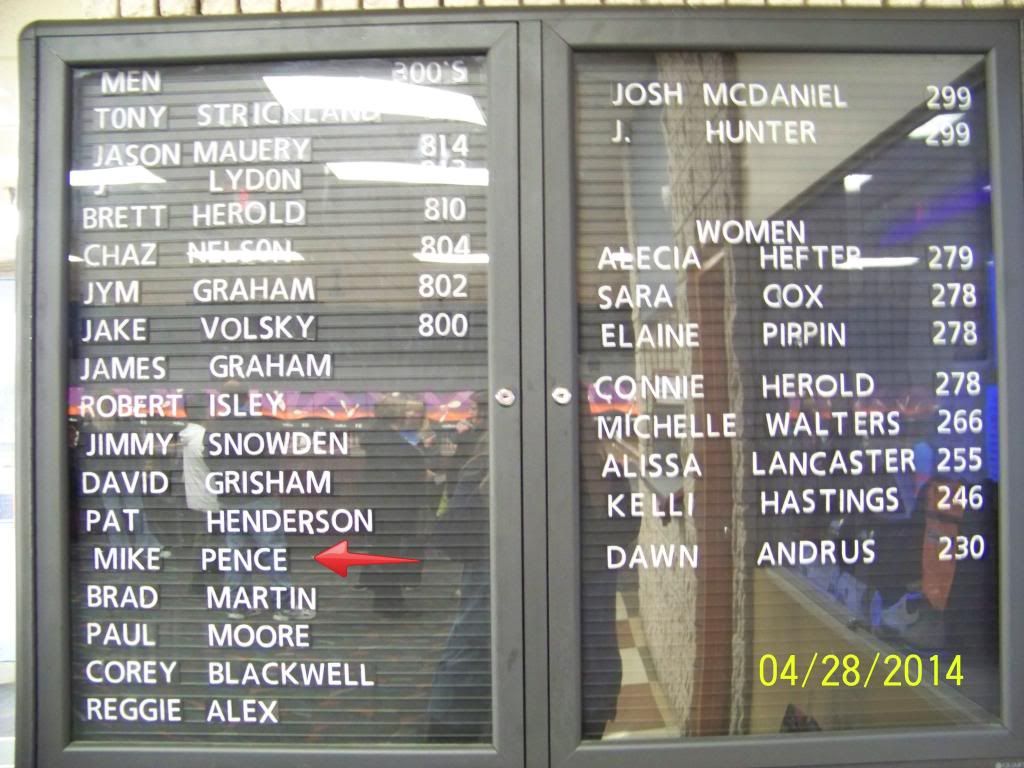 MEN 300'S
TONY STRICKLAND
JASON MAUERY 814
J LYDON
BRETT HEROLD 810
CHAZ NELSON 804
JYM GRAHAM 802
JAKE VOLSKY 800
JAMES GRAHAM
ROBERT ISLEY
JIMMY SNOWDEN
DAVID GRISHAM
PAT HENDERSON
MIKE PENCE
BRAD MARTIN
PAUL MOORE
COREY BLACKWELL
REGGIE ALEX
JOSH MCDANIEL 299
J. HUNTER 299
WOMEN
ALECIA HEFTER 279
SARA COX 278
ELAINE PIPPIN 278
CONNIE HEROLD 278
MICHELLE WALTERS 266
ALISSA LANCASTER 255
KELLI HASTINGS 246
DAWN ANDRUS 230
04/28/2014